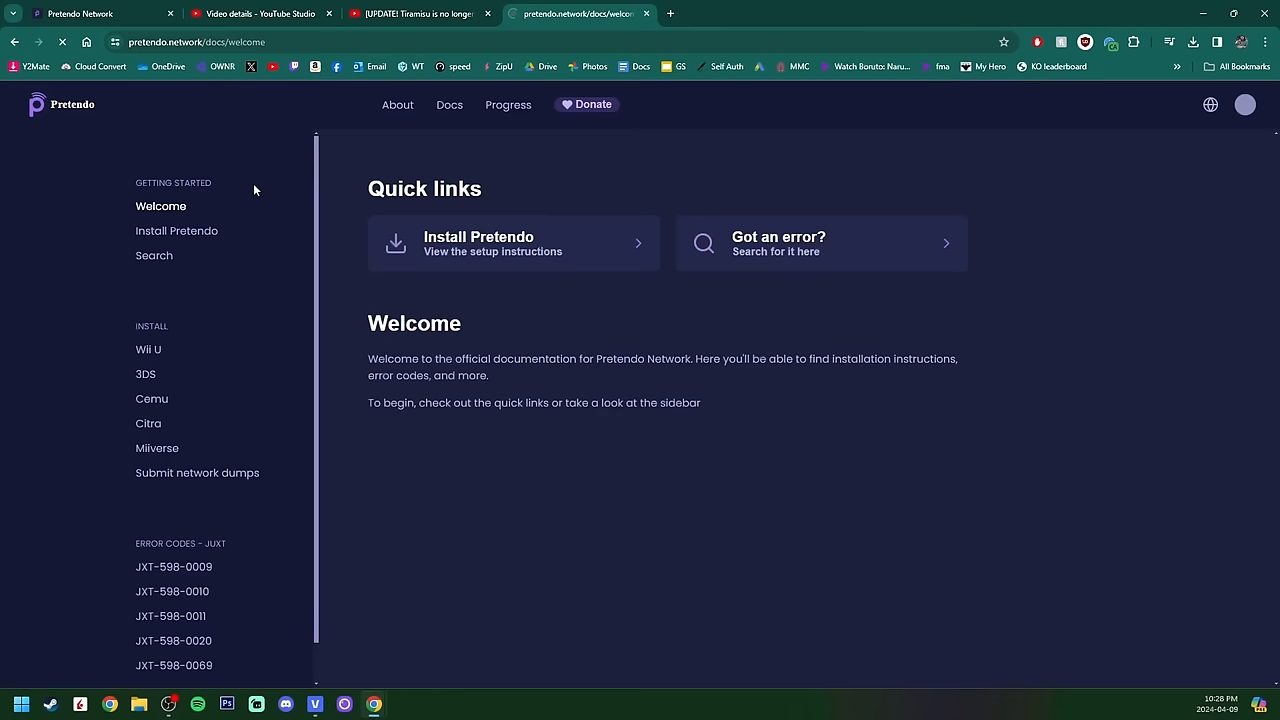 Pretendo Network
Video details - YouTube Studio
[UPDATE] Tiramisu is no longer
pretendo.network/docs/welcom
pretendo.network/docs/welcome
Y2Mate
Cloud Convert
OneDrive
OWNR
Email
WT
speed
ZipU
Drive
Photos
Docs
GS
Self Auth
MMC
Watch Boruto: Naru...
fma
My Hero
KO leaderboard
»
All Bookmarks
Pretendo
About
Docs
Progress
Donate
GETTING STARTED
Welcome
Install Pretendo
Search
INSTALL
Wii U
3DS
Cemu
Citra
Miiverse
Submit network dumps
ERROR CODES - JUXT
JXT-598-0009
JXT-598-0010
JXT-598-0011
JXT-598-0020
JXT-598-0069
Quick links
Install Pretendo
View the setup instructions
Got an error?
Search for it here
Welcome
Welcome to the official documentation for Pretendo Network. Here you'll be able to find installation instructions,
error codes, and more.
To begin, check out the quick links or take a look at the sidebar
10:28 PM
2024-04-09